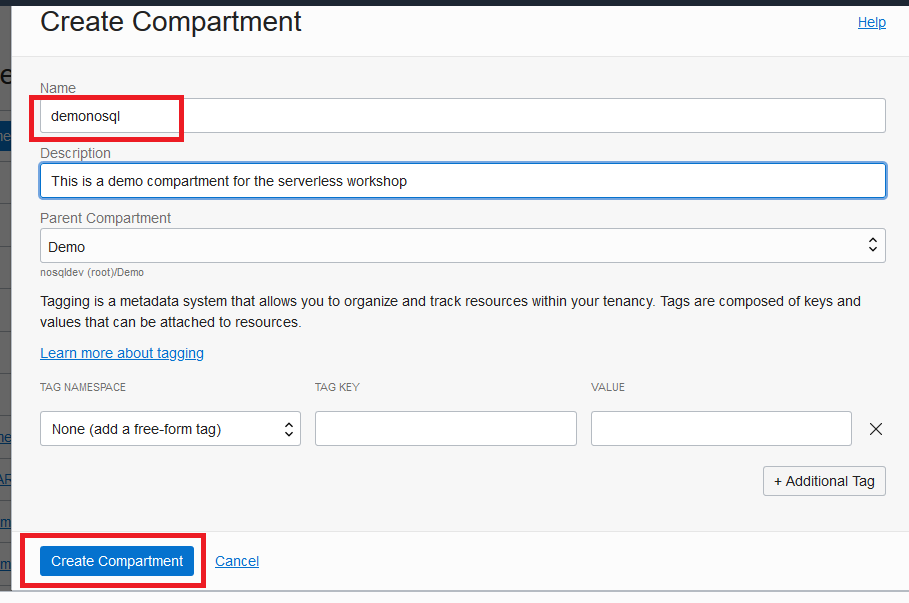 Create Compartment
Help
Name
demonosql
Description
This is a demo compartment for the serverless workshop
Parent Compartment
Demo
nosqldev (root)/Demo
Tagging is a metadata system that allows you to organize and track resources within your tenancy. Tags are composed of keys and
values that can be attached to resources.
Learn more about tagging
TAG NAMESPACE TAG KEY VALUE
None (add a free-form tag)
+ Additional Tag
Create Compartment Cancel